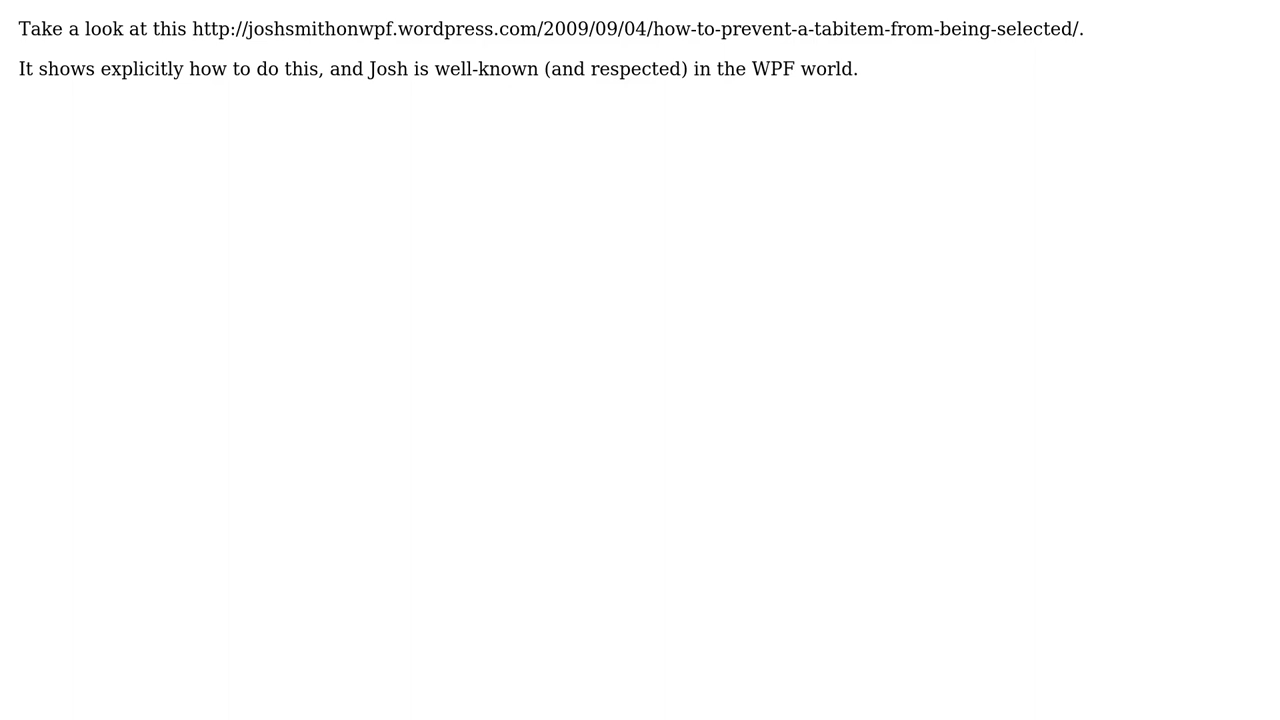 Take a look at this http://joshsmithonwpf.wordpress.com/2009/09/04/how-to-prevent-a-tabitem-from-being-selected/.
It shows explicitly how to do this, and Josh is well-known (and respected) in the WPF world.